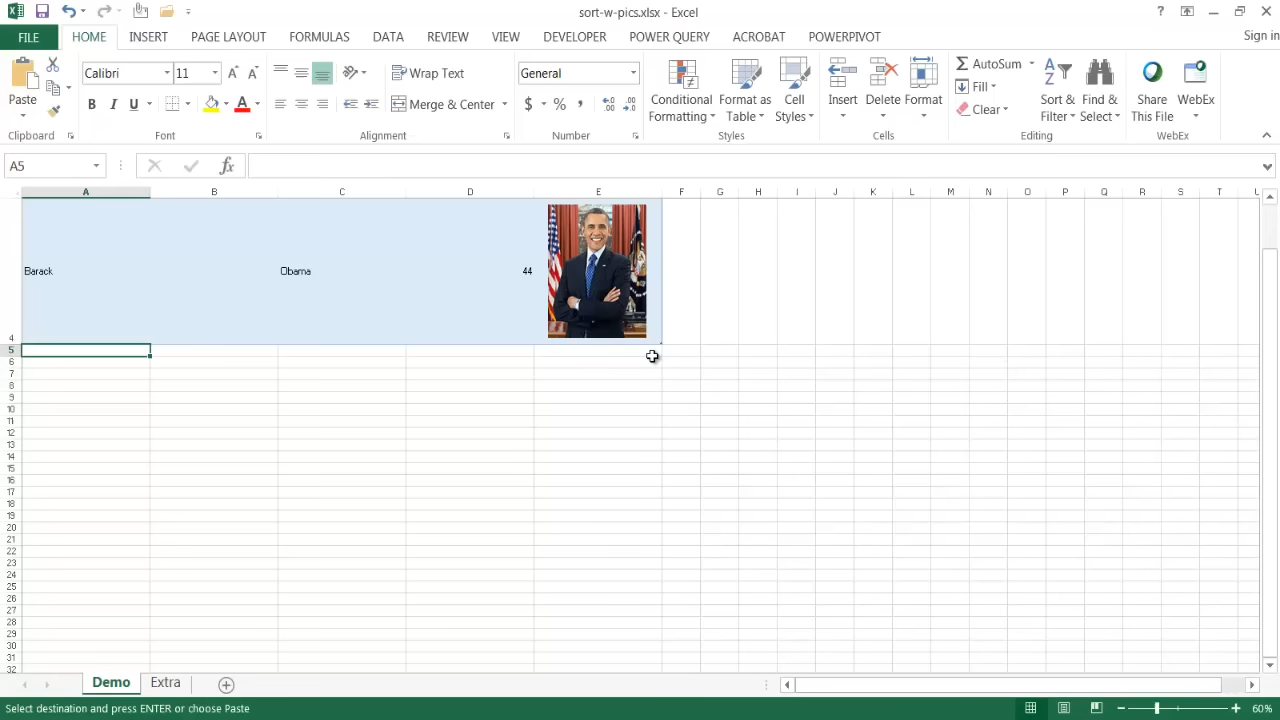 sort-w-pics.xlsx - Excel
FILE HOME INSERT PAGE LAYOUT FORMULAS DATA REVIEW VIEW DEVELOPER POWER QUERY ACROBAT POWERPIVOT Sign in
Calibri 11 Wrap Text General AutoSum
Paste Conditional Formatting Format as Table Cell Styles Insert Delete Format Fill Sort & Filter Find & Select Share This File WebEx
B I U A Merge & Center $ % , Clear
Clipboard Font Alignment Number Styles Cells Editing WebEx
A5 fx
A B C D E F G H I J K L M N O P Q R S T U
Barack Obama 44
4
5
6
7
8
9
10
11
12
13
14
15
16
17
18
19
20
21
22
23
24
25
26
27
28
29
30
31
32
Demo Extra
Select destination and press ENTER or choose Paste 60%